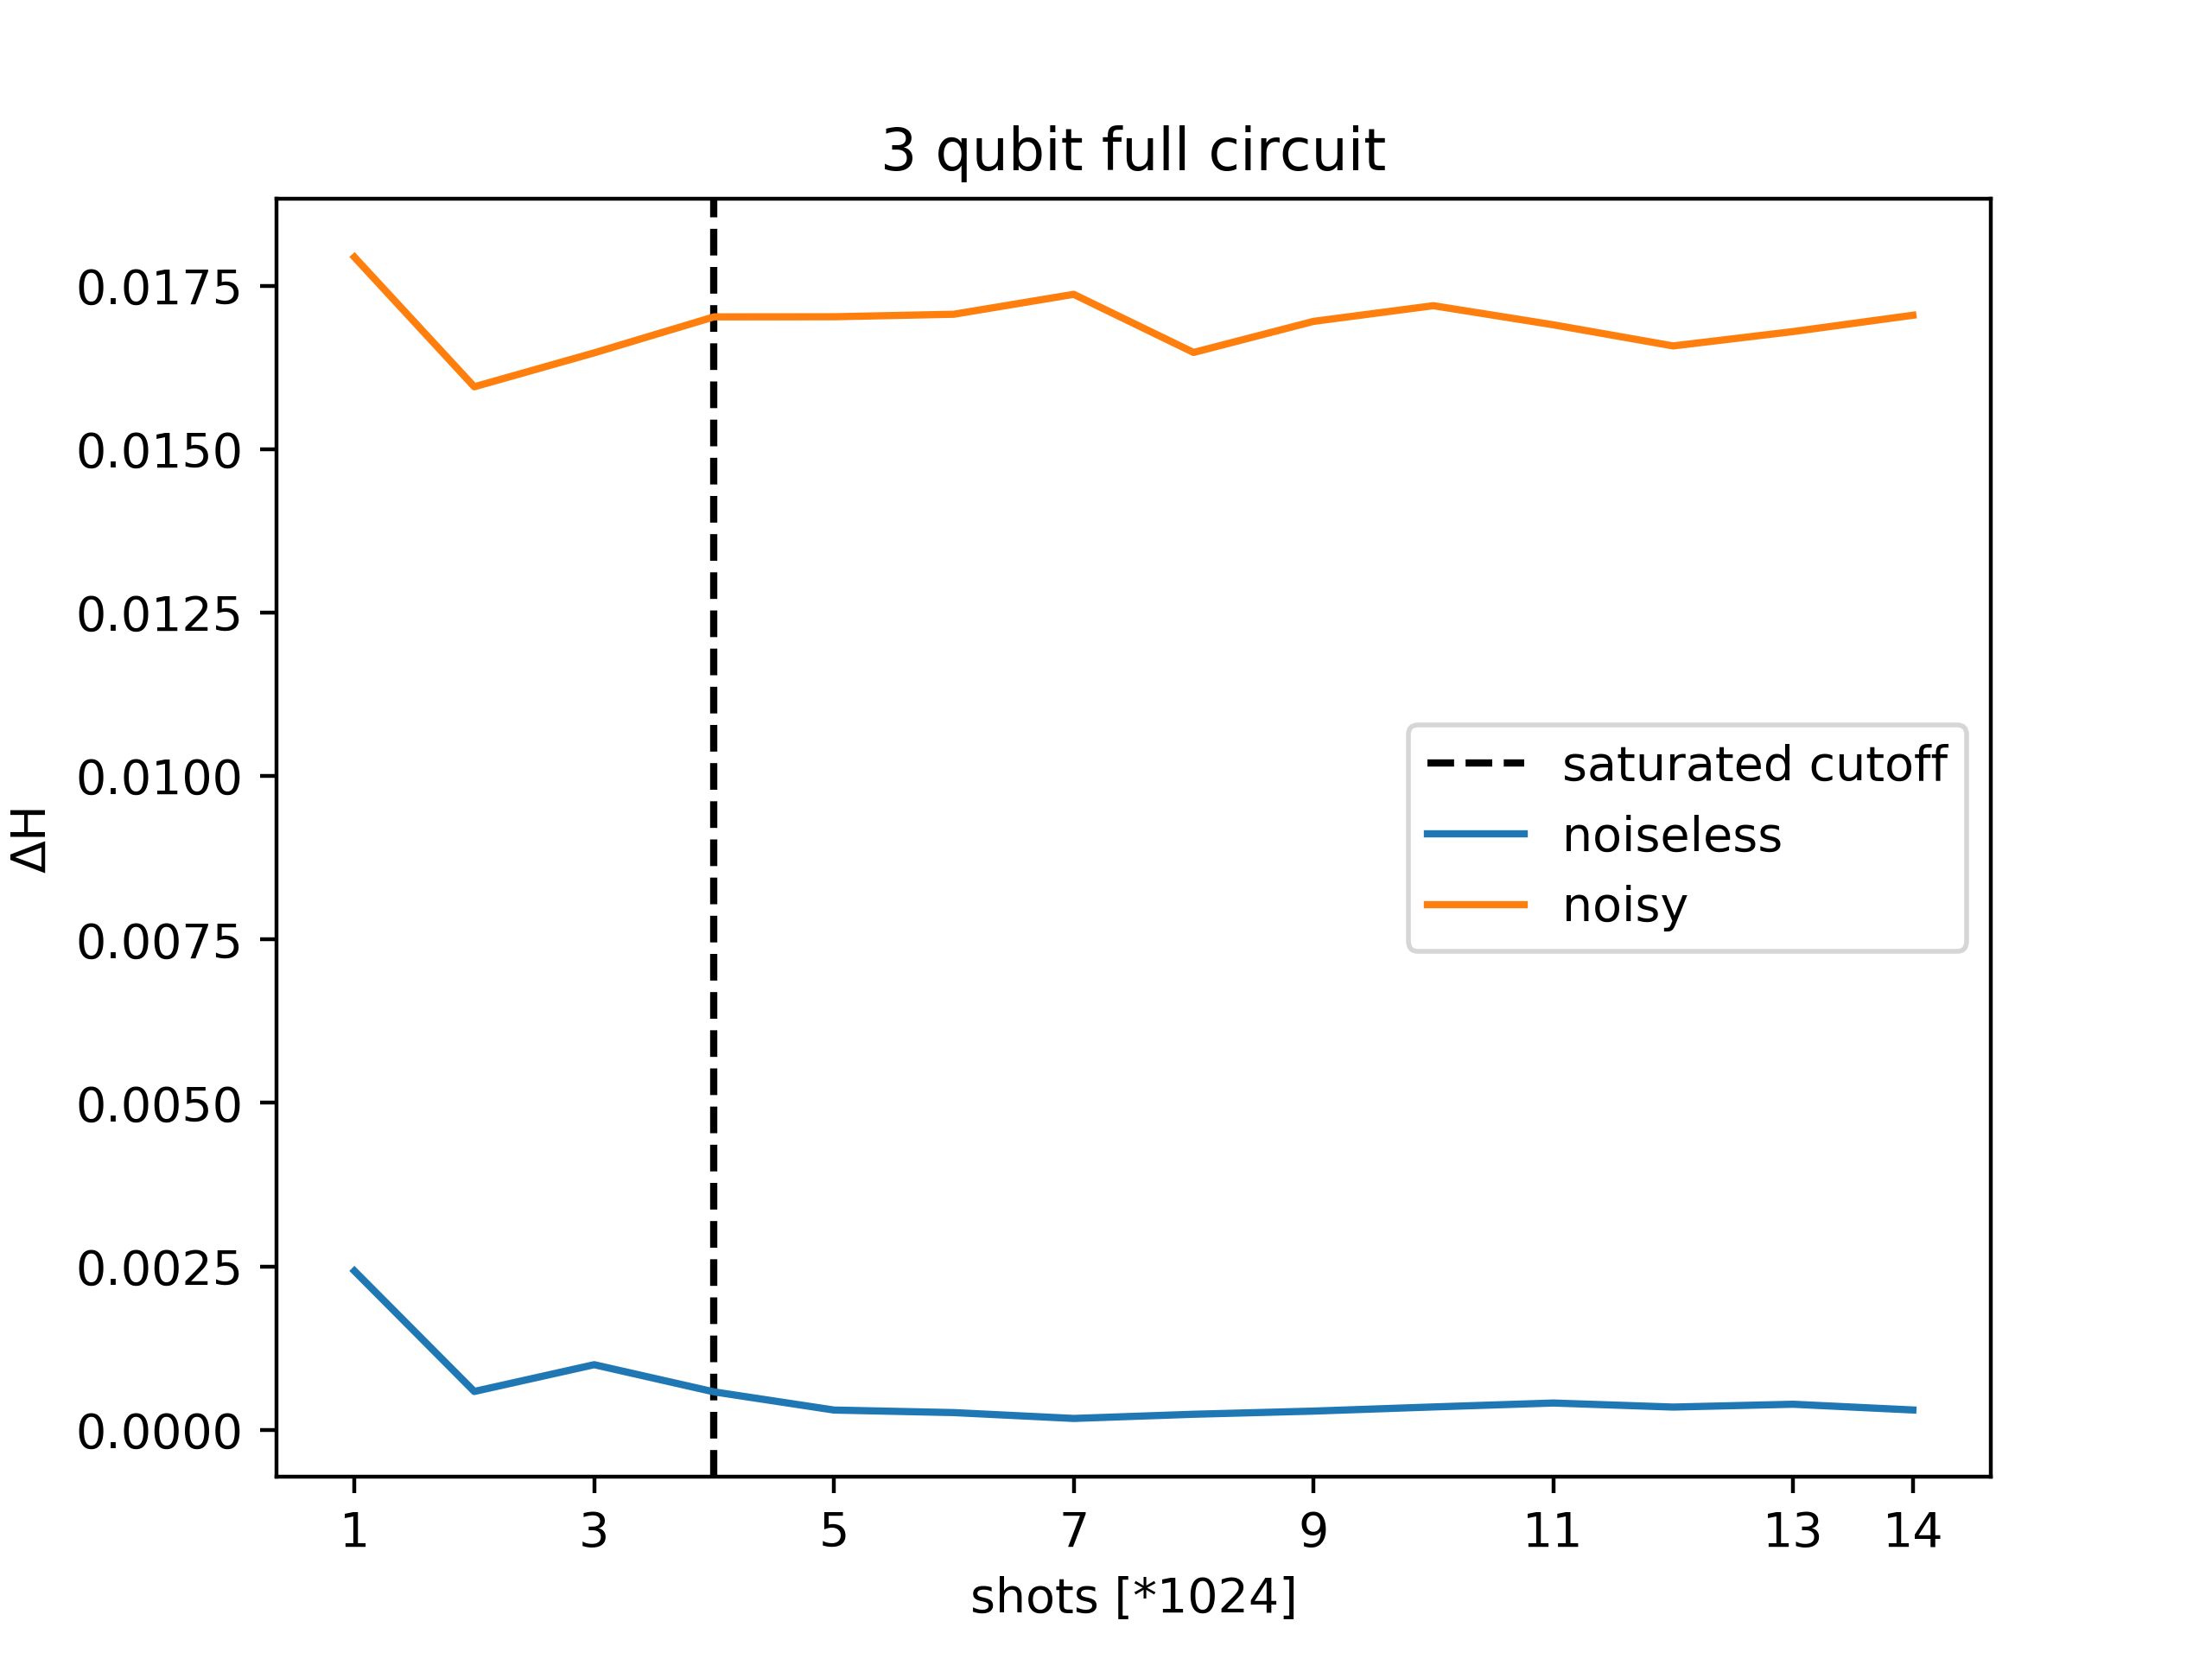 3 qubit full circuit
ΔH
0.0175
0.0150
0.0125
0.0100
0.0075
0.0050
0.0025
0.0000
saturated cutoff
noiseless
noisy
1 3 5 7 9 11 13 14
shots [*1024]